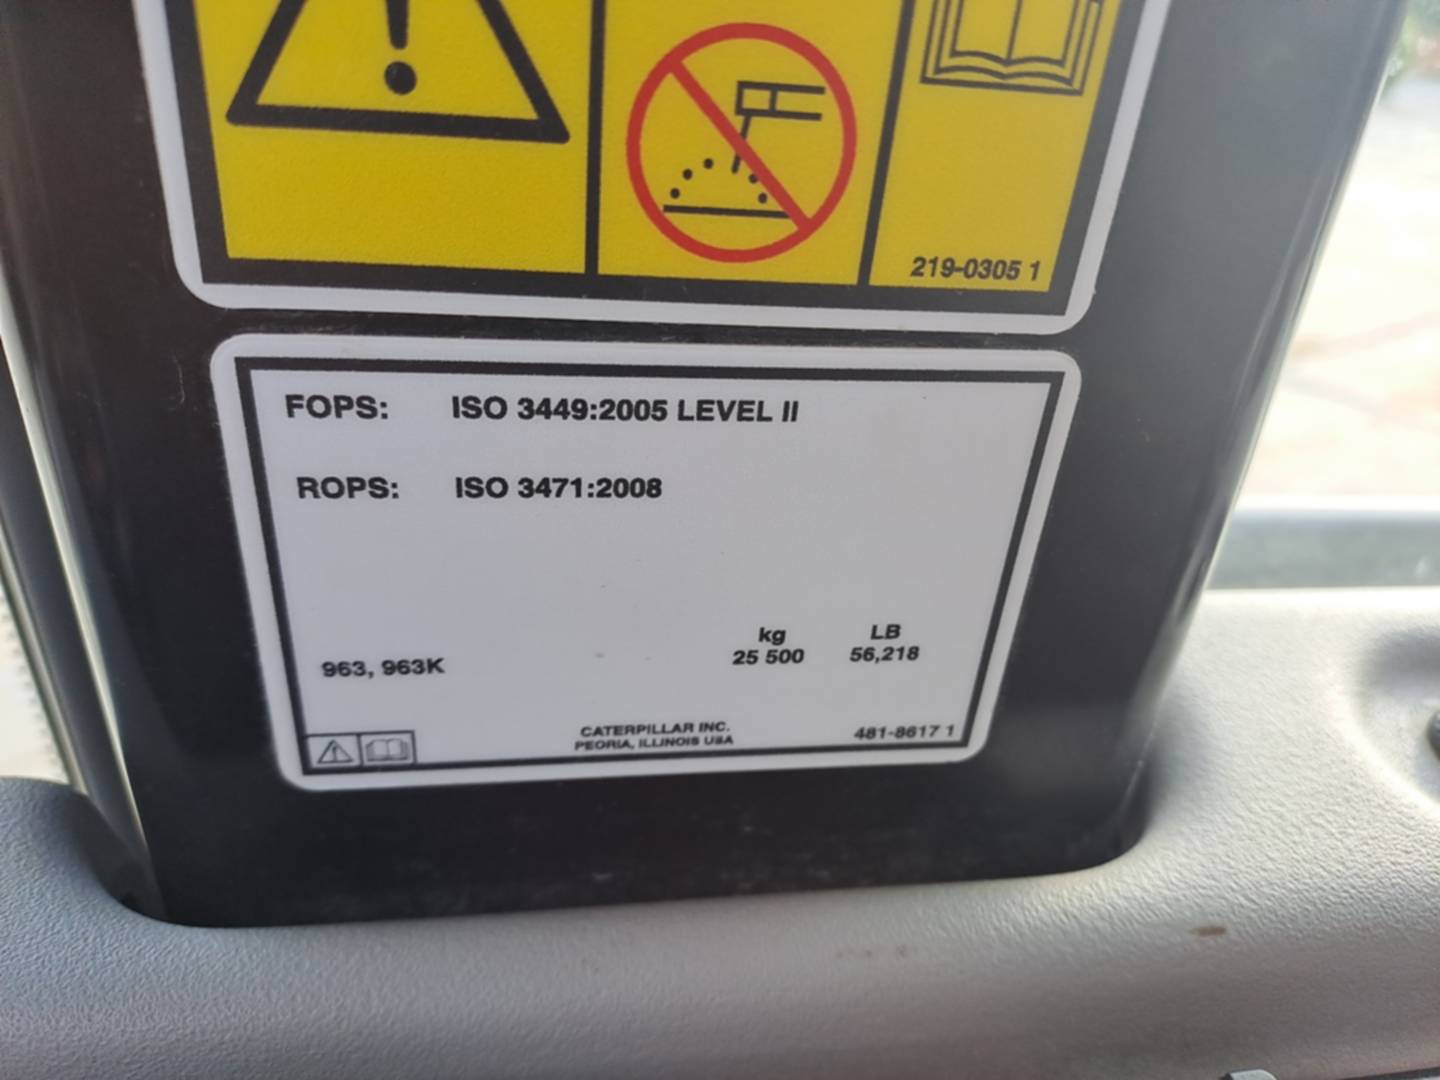 219-0305 1
FOPS: ISO 3449:2005 LEVEL II
ROPS: ISO 3471:2008
kg LB
963, 963K 25 500 56,218
CATERPILLAR INC.
PEORIA, ILLINOIS USA
481-8617 1